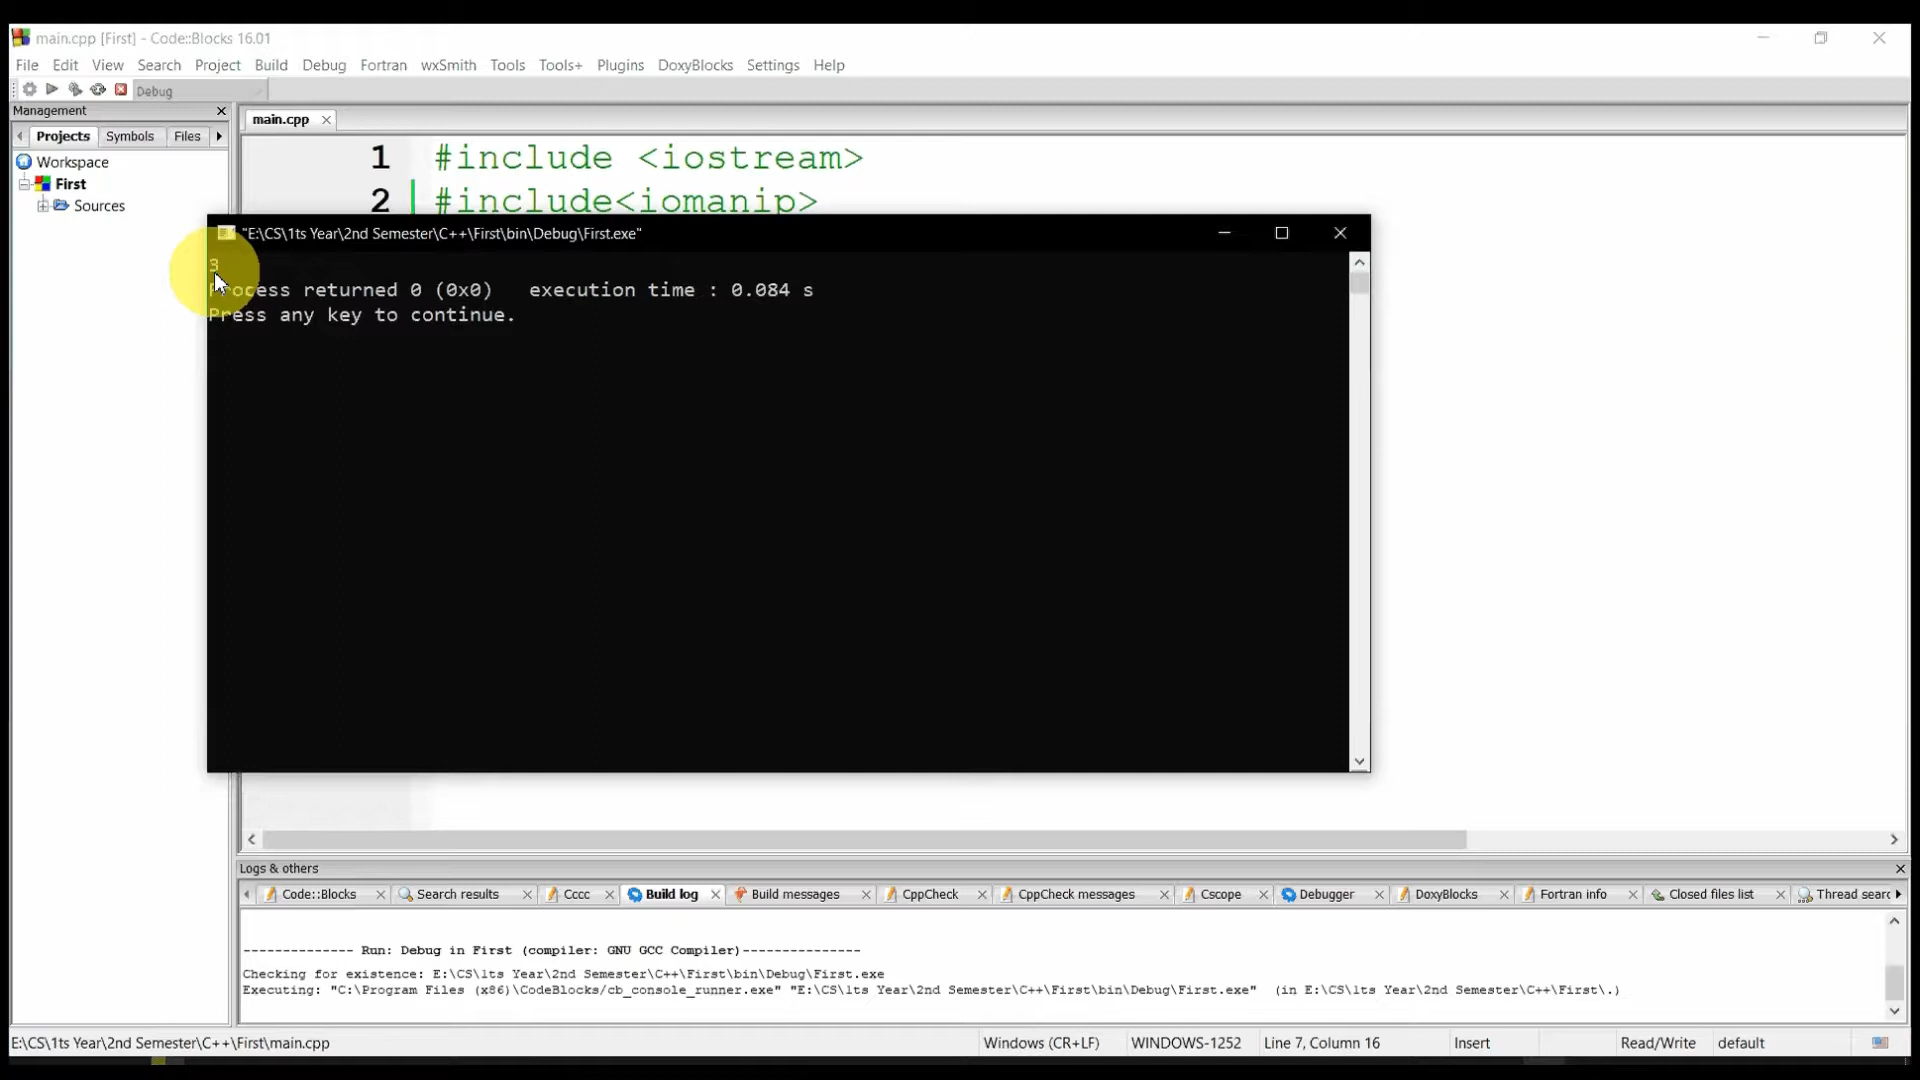 main.cpp [First] - Code::Blocks 16.01
File Edit View Search Project Build Debug Fortran wxSmith Tools Tools+ Plugins DoxyBlocks Settings Help
Debug
Management
main.cpp
Projects Symbols Files
Workspace
First
Sources
1 #include <iostream>
2 #include<iomanip>
"E:\CS\1ts Year\2nd Semester\C++\First\bin\Debug\First.exe"
3
Process returned 0 (0x0) execution time : 0.084 s
Press any key to continue.
Logs & others
Code::Blocks Search results Cccc Build log Build messages CppCheck CppCheck messages Cscope Debugger DoxyBlocks Fortran info Closed files list Thread searc
-------------- Run: Debug in First (compiler: GNU GCC Compiler)---------------
Checking for existence: E:\CS\1ts Year\2nd Semester\C++\First\bin\Debug\First.exe
Executing: "C:\Program Files (x86)\CodeBlocks/cb_console_runner.exe" "E:\CS\1ts Year\2nd Semester\C++\First\bin\Debug\First.exe" (in E:\CS\1ts Year\2nd Semester\C++\First\.)
E:\CS\1ts Year\2nd Semester\C++\First\main.cpp Windows (CR+LF) WINDOWS-1252 Line 7, Column 16 Insert Read/Write default